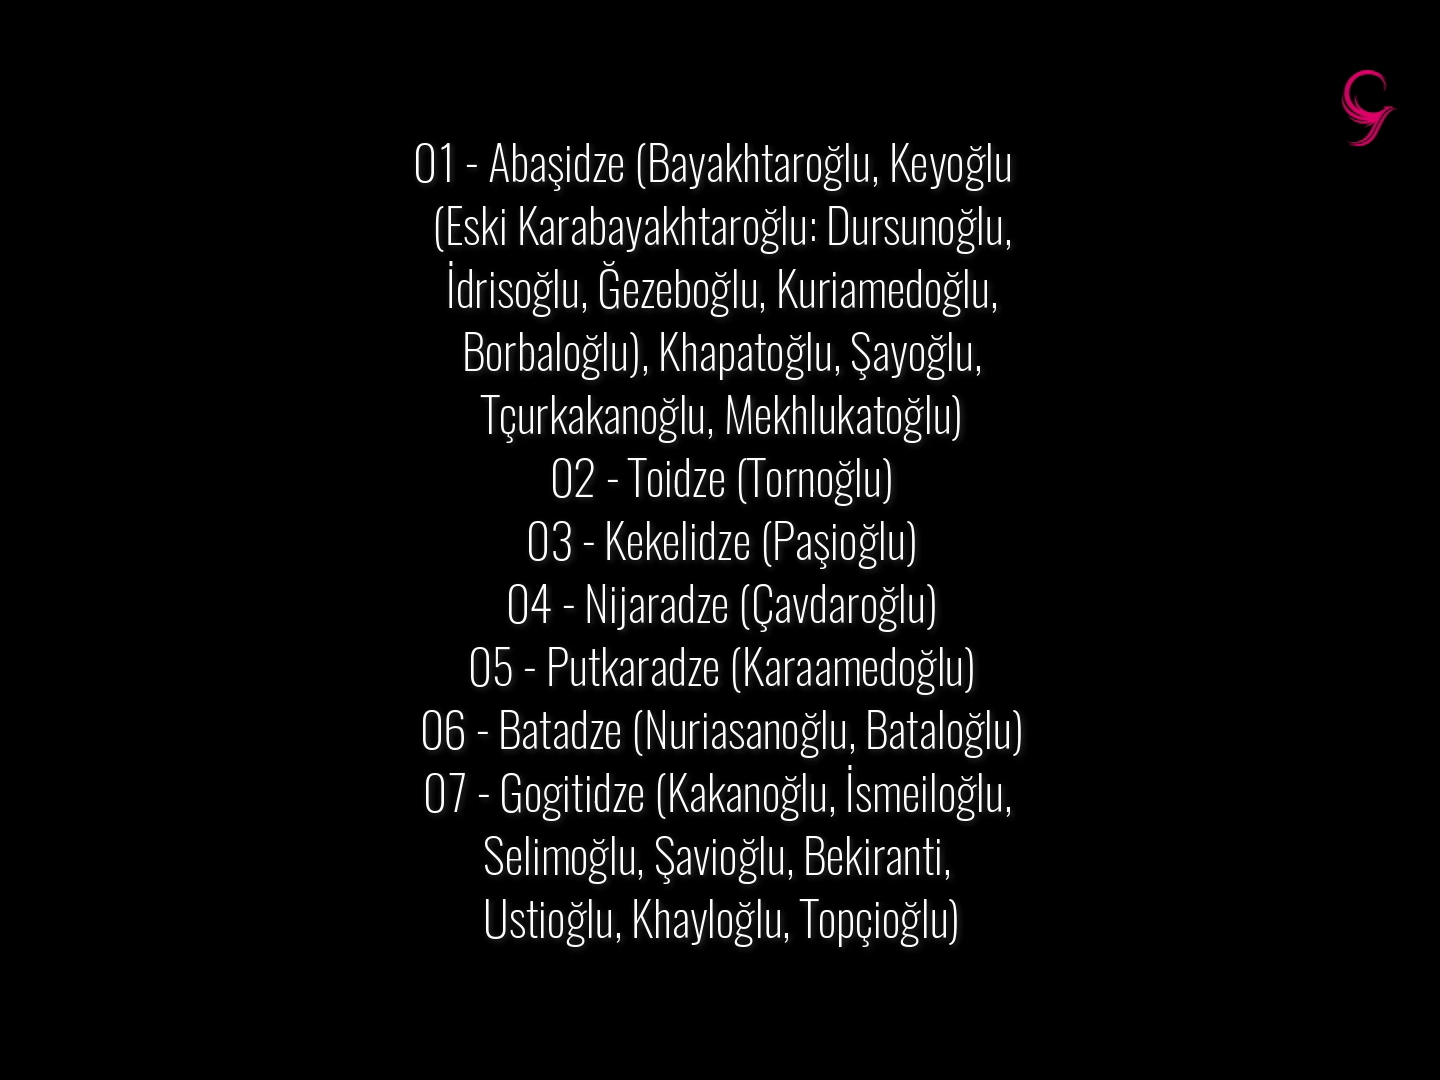 01 - Abaşidze (Bayakhtaroğlu, Keyoğlu
(Eski Karabayakhtaroğlu: Dursunoğlu,
İdrisoğlu, Ğezeboğlu, Kuriamedoğlu,
Borbaloğlu), Khapatoğlu, Şayoğlu,
Tçurkakanoğlu, Mekhlukatoğlu)
02 - Toidze (Tornoğlu)
03 - Kekelidze (Paşioğlu)
04 - Nijaradze (Çavdaroğlu)
05 - Putkaradze (Karaamedoğlu)
06 - Batadze (Nuriasanoğlu, Bataloğlu)
07 - Gogitidze (Kakanoğlu, İsmeiloğlu,
Selimoğlu, Şavioğlu, Bekiranti,
Ustioğlu, Khayloğlu, Topçioğlu)